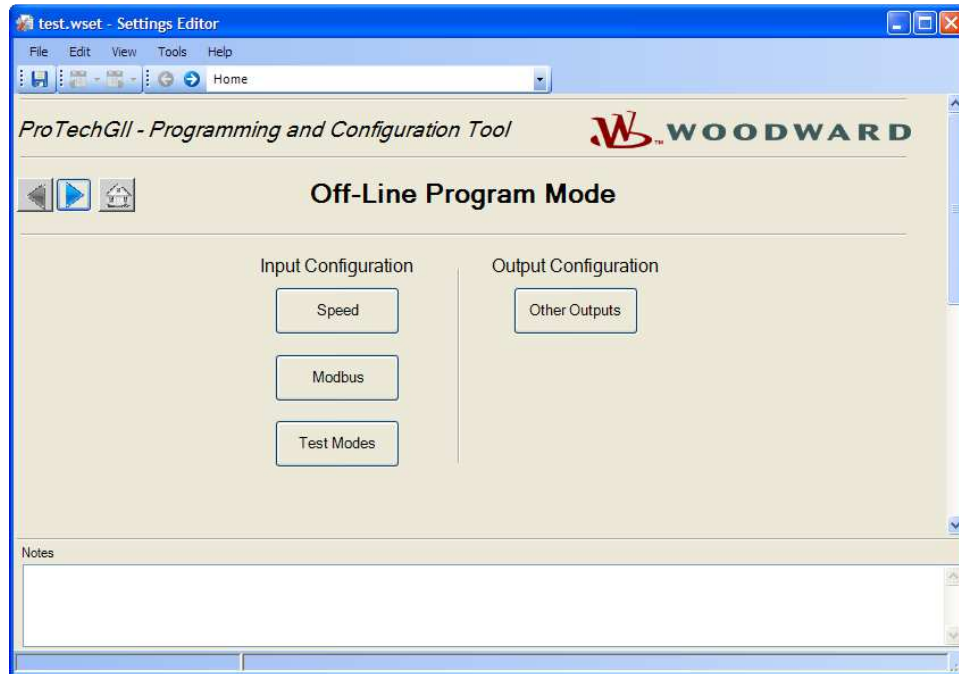 test.wset - Settings Editor
File Edit View Tools Help
Home
ProTechGII - Programming and Configuration Tool
WOODWARD
Off-Line Program Mode
Input Configuration
Output Configuration
Speed
Other Outputs
Modbus
Test Modes
Notes